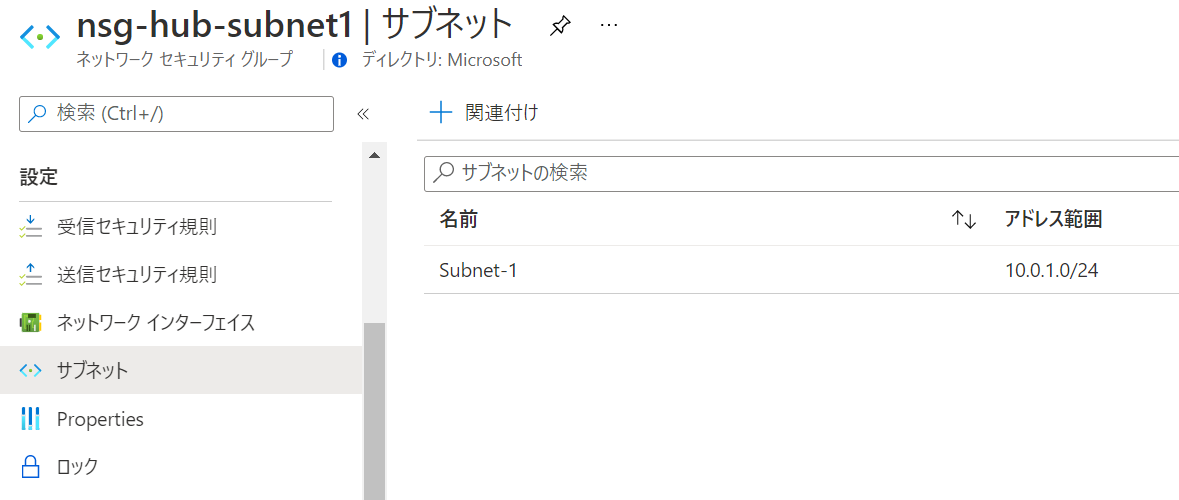 nsg-hub-subnet1 | サブネット
ネットワーク セキュリティ グループ
ディレクトリ: Microsoft
検索 (Ctrl+/)
関連付け
設定
受信セキュリティ規則
送信セキュリティ規則
ネットワーク インターフェイス
サブネット
Properties
ロック
サブネットの検索
名前 アドレス範囲
Subnet-1 10.0.1.0/24